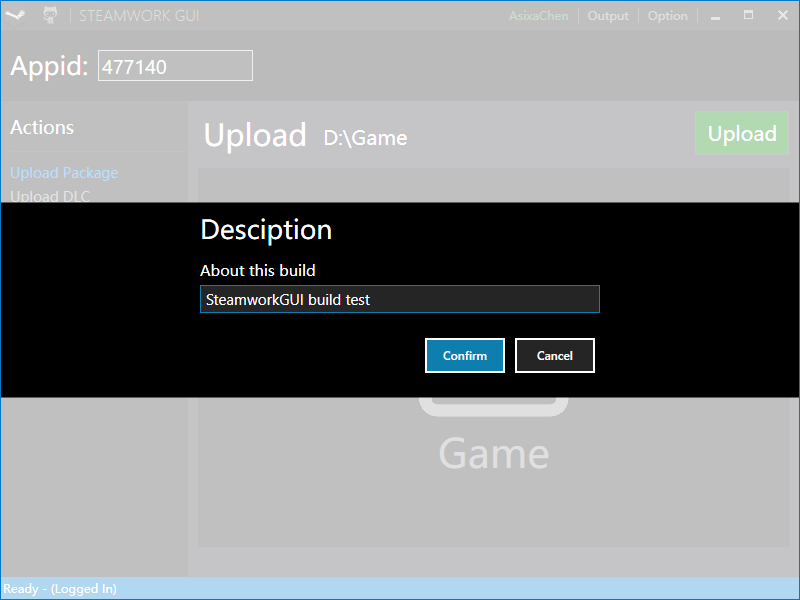 STEAMWORK GUI AsixaChen Output Option
Appid: 477140
Actions
Upload D:\Game Upload
Upload Package
Upload DLC
Desciption
About this build
SteamworkGUI build test
Confirm Cancel
Game
Ready - (Logged In)